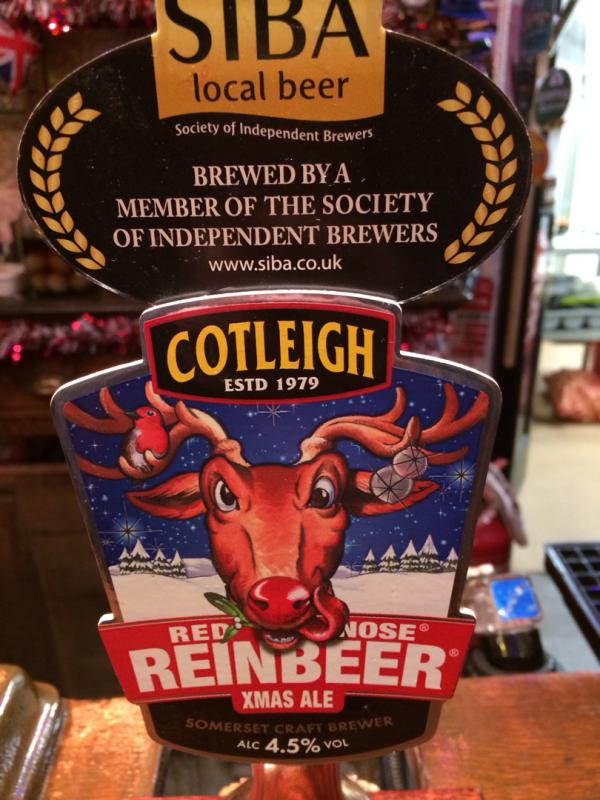 SIBA
local beer
Society of Independent Brewers
BREWED BY A
MEMBER OF THE SOCIETY
OF INDEPENDENT BREWERS
www.siba.co.uk
COTLEIGH
ESTD 1979
RED NOSE®
REINBEER®
XMAS ALE
SOMERSET CRAFT BREWER
ALC 4.5% VOL